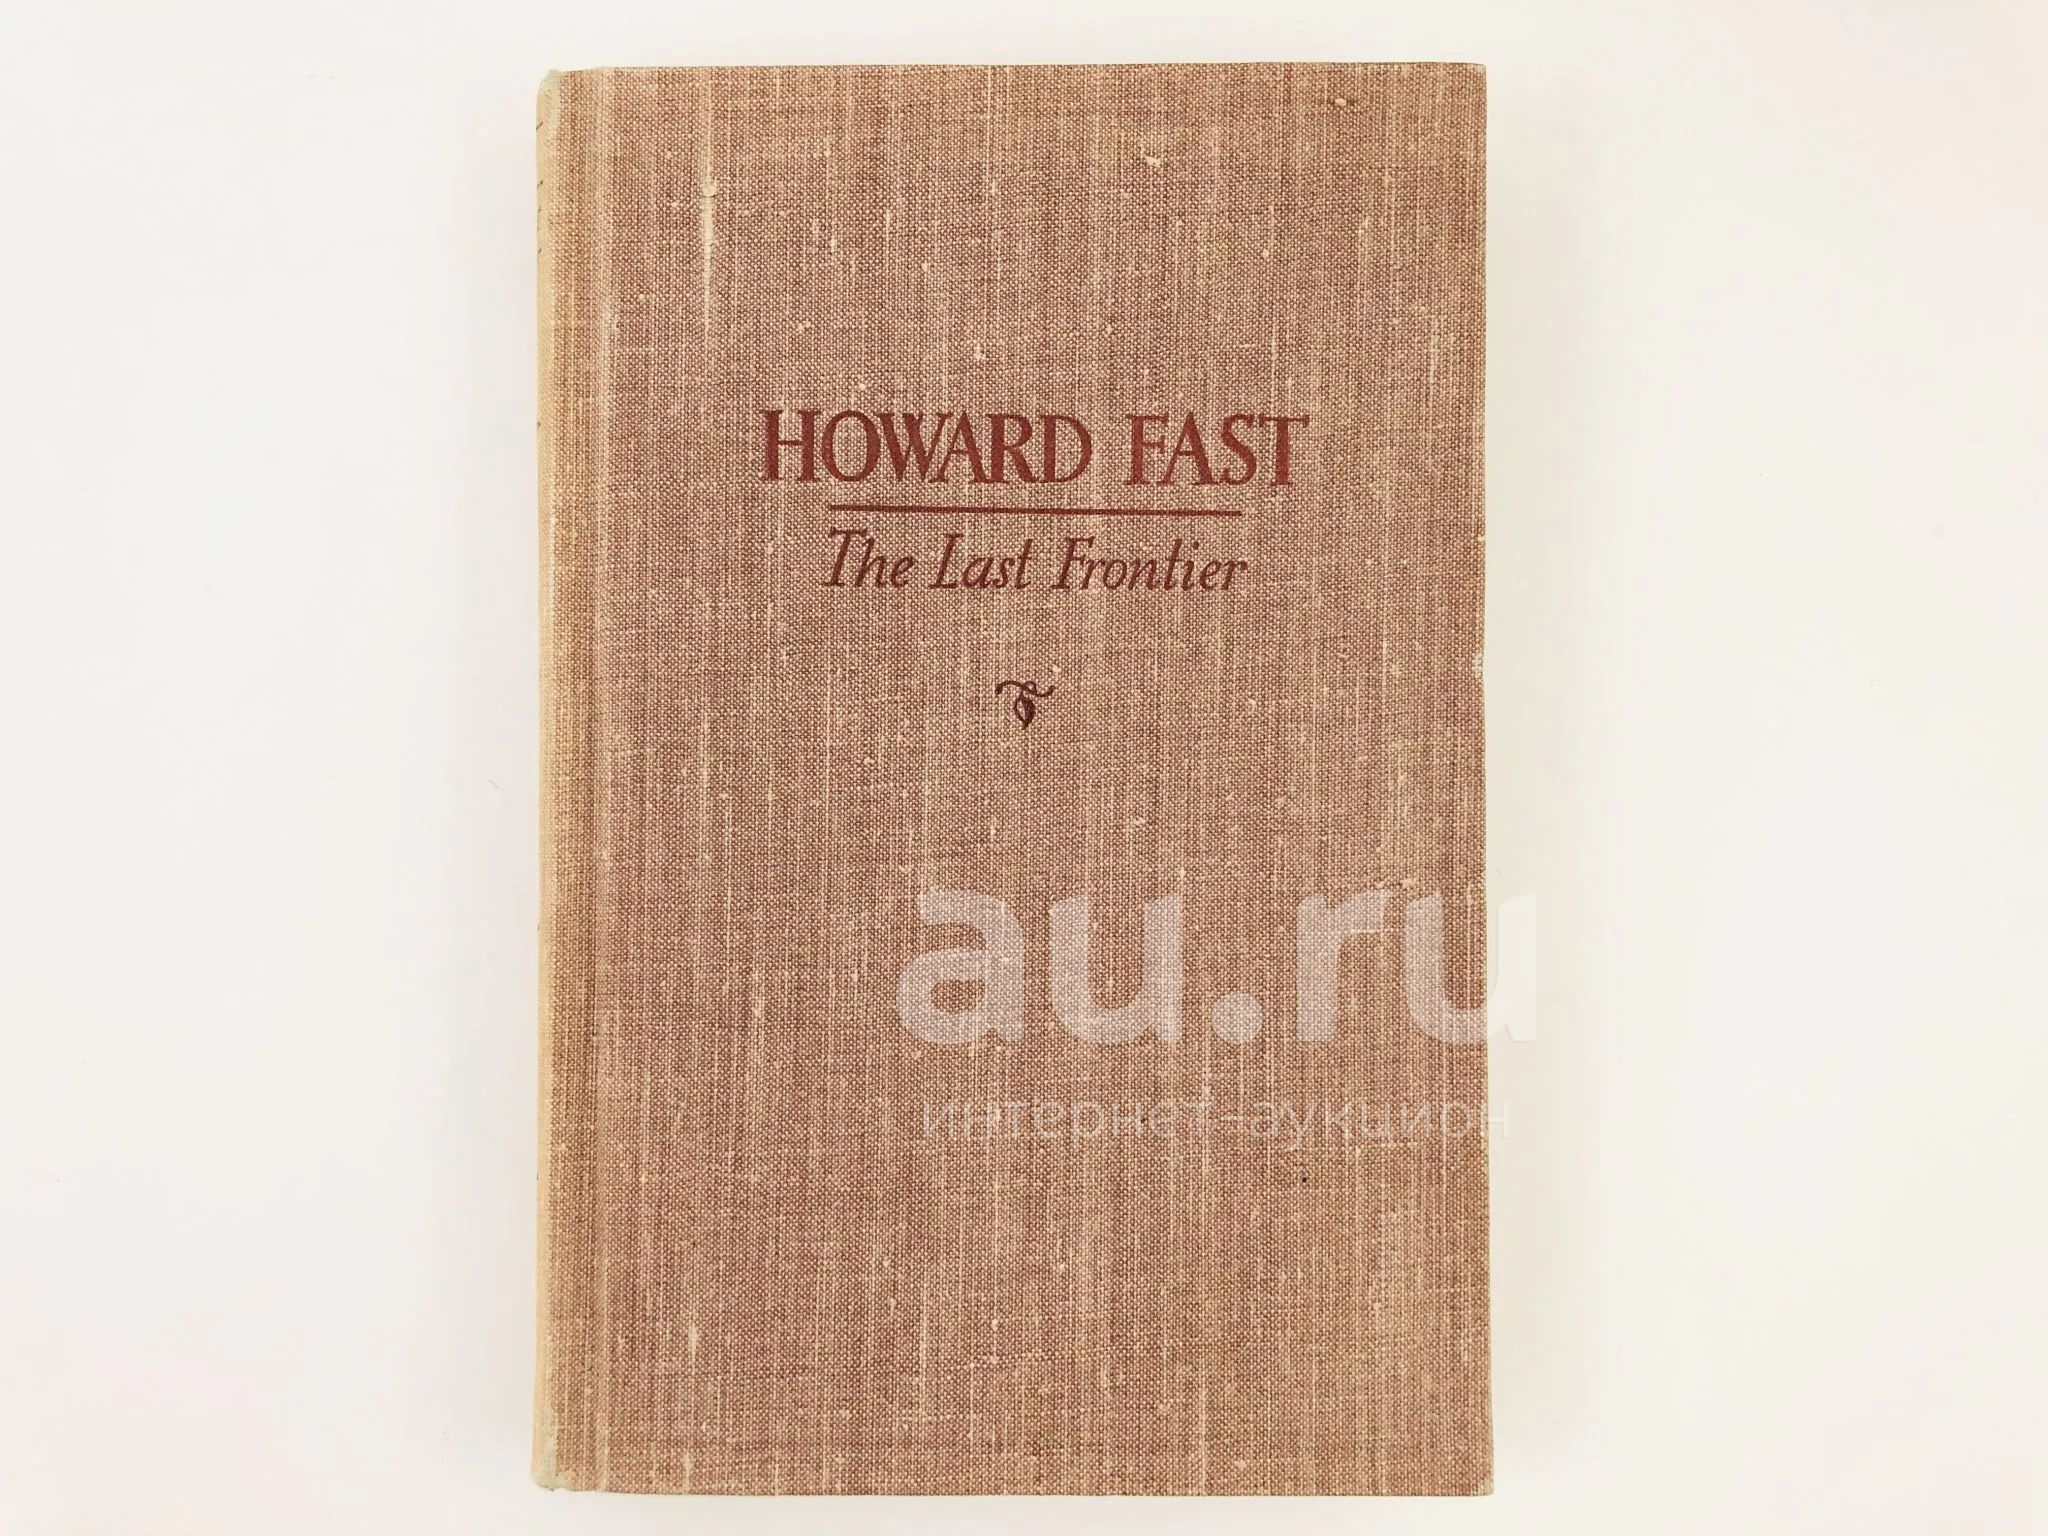 HOWARD FAST
The Last Frontier
au.ru
интернет-аукцион